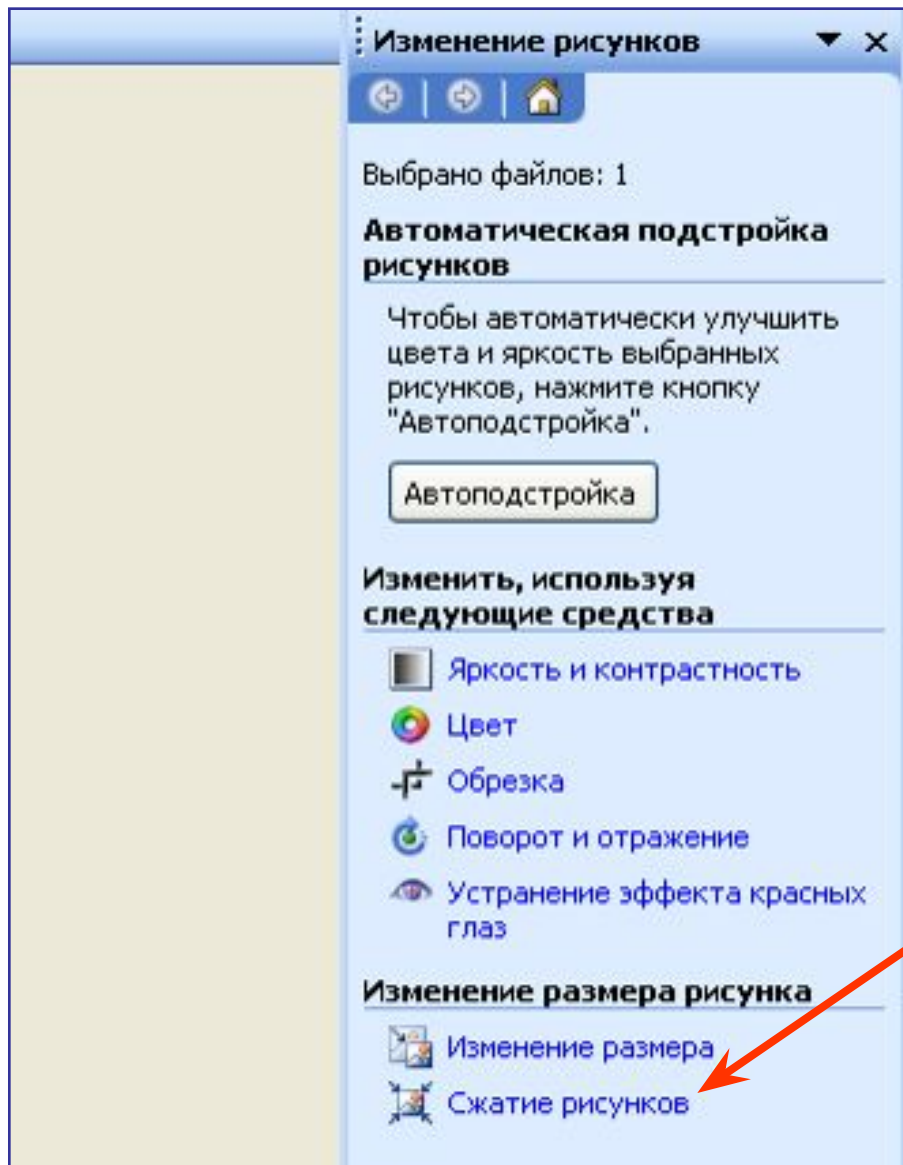 Изменение рисунков
Выбрано файлов: 1
Автоматическая подстройка
рисунков
Чтобы автоматически улучшить
цвета и яркость выбранных
рисунков, нажмите кнопку
"Автоподстройка".
Автоподстройка
Изменить, используя
следующие средства
Яркость и контрастность
Цвет
Обрезка
Поворот и отражение
Устранение эффекта красных
глаз
Изменение размера рисунка
Изменение размера
Сжатие рисунков